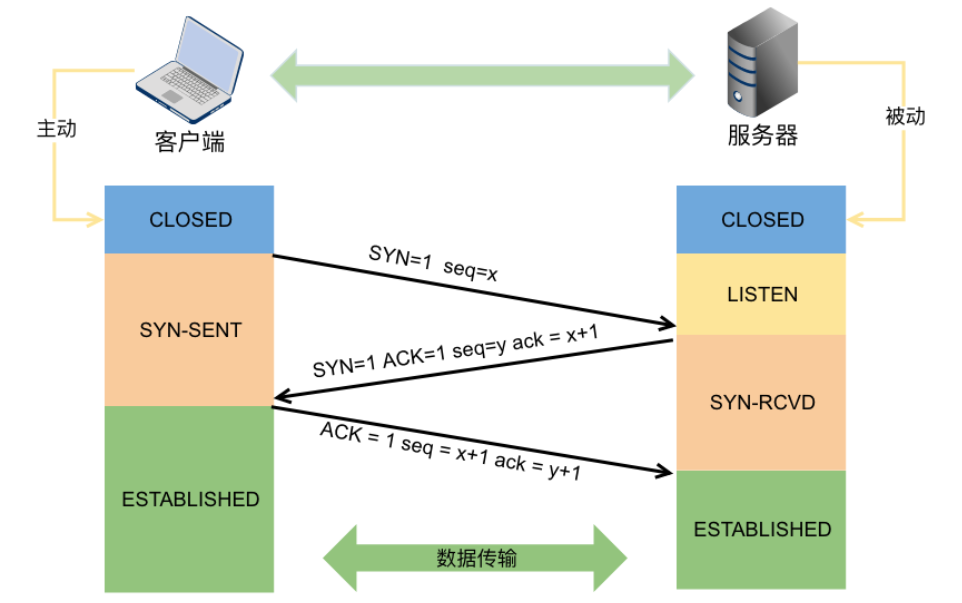 主动
客户端
服务器
被动
CLOSED
CLOSED
SYN=1 seq=x
LISTEN
SYN-SENT
SYN=1 ACK=1 seq=y ack = x+1
SYN-RCVD
ACK = 1 seq = x+1 ack = y+1
ESTABLISHED
ESTABLISHED
数据传输